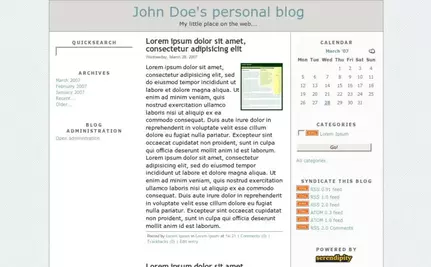 John Doe's personal blog
My little place on the web...
QUICKSEARCH
ARCHIVES
March 2007
February 2007
January 2007
Recent...
Older...
BLOG
ADMINISTRATION
Open administration
Lorem ipsum dolor sit amet,
consectetur adipisicing elit
Wednesday, March 28, 2007
Lorem ipsum dolor sit amet,
consectetur adipisicing elit, sed
do eiusmod tempor incididunt ut
labore et dolore magna aliqua. Ut
enim ad minim veniam, quis
nostrud exercitation ullamco
laboris nisi ut aliquip ex ea
commodo consequat. Duis aute irure dolor in
reprehenderit in voluptate velit esse cillum
dolore eu fugiat nulla pariatur. Excepteur sint
occaecat cupidatat non proident, sunt in culpa
qui officia deserunt mollit anim id est laborum.
Lorem ipsum dolor sit amet, consectetur
adipisicing elit, sed do eiusmod tempor
incididunt ut labore et dolore magna aliqua. Ut
enim ad minim veniam, quis nostrud exercitation
ullamco laboris nisi ut aliquip ex ea commodo
consequat. Duis aute irure dolor in reprehenderit
in voluptate velit esse cillum dolore eu fugiat
nulla pariatur. Excepteur sint occaecat cupidatat
non proident, sunt in culpa qui officia deserunt
mollit anim id est laborum.
Posted by
in Lorem Ipsum at
| Comments (0) |
Trackbacks (0) | Edit entry
Lorem ipsum dolor sit amet
CALENDAR
March '07
Mon Tue Wed Thu Fri Sat Sun
1 2 3 4
5 6 7 8 9 10 11
12 13 14 15 16 17 18
19 20 21 22 23 24 25
26 27 28 29 30 31
CATEGORIES
Lorem Ipsum
GO!
All categories
SYNDICATE THIS BLOG
RSS 0.91 feed
RSS 1.0 feed
RSS 2.0 feed
ATOM 0.3 feed
ATOM 1.0 feed
RSS 2.0 Comments
POWERED BY
serendipity